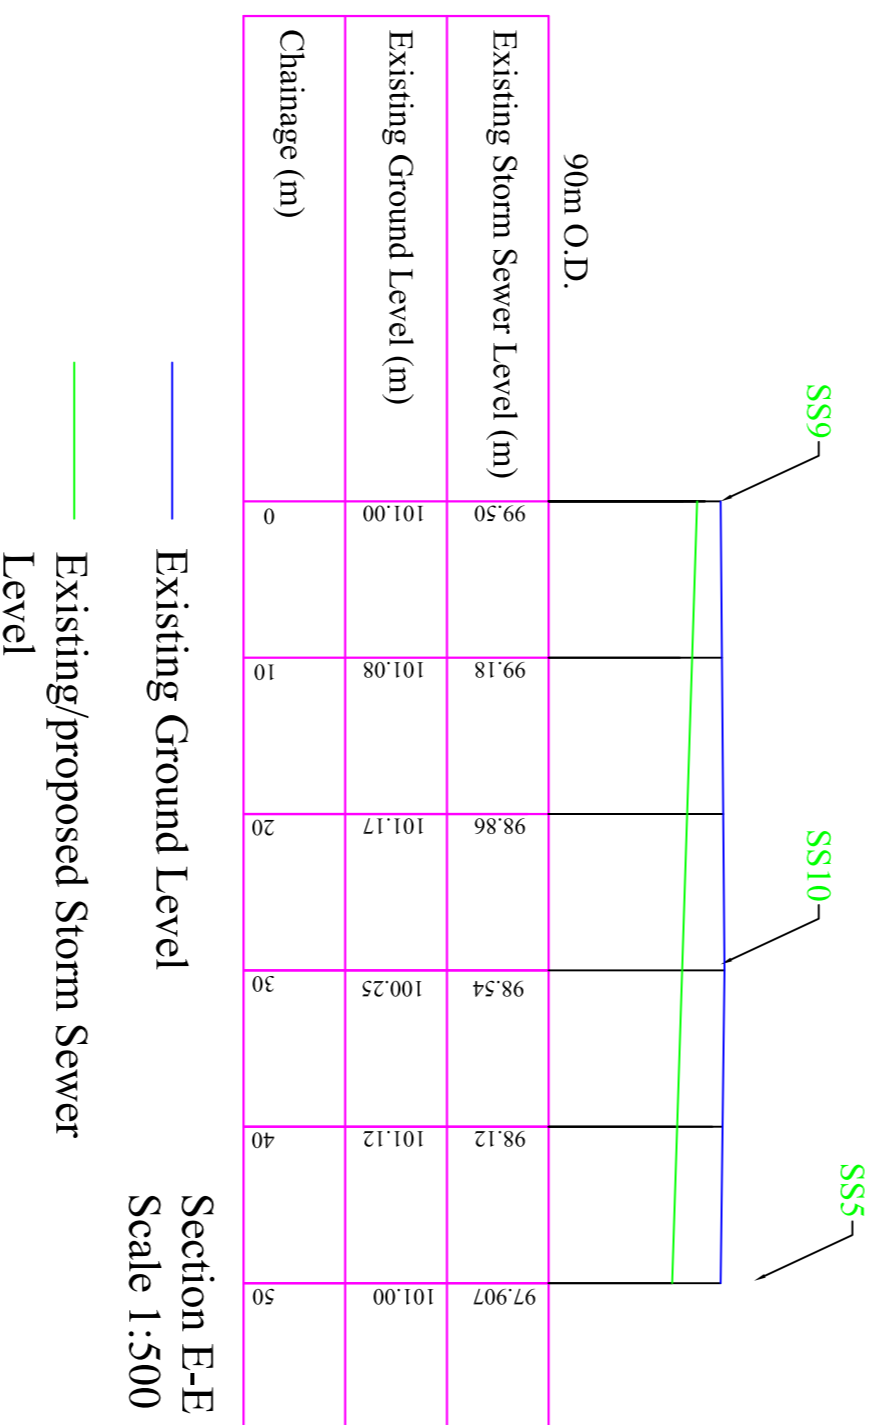 SS9
SS10
SS5
90m O.D.
Existing Storm Sewer Level (m) 99.50 99.18 98.86 98.54 98.12 97.907
Existing Ground Level (m) 101.00 101.08 101.17 100.25 101.12 101.00
Chainage (m) 0 10 20 30 40 50
Existing Ground Level
Existing/proposed Storm Sewer
Level
Section E-E
Scale 1:500